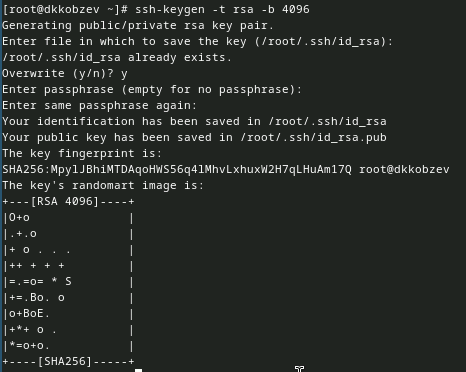 [root@dkkobzev ~]# ssh-keygen -t rsa -b 4096
Generating public/private rsa key pair.
Enter file in which to save the key (/root/.ssh/id_rsa):
/root/.ssh/id_rsa already exists.
Overwrite (y/n)? y
Enter passphrase (empty for no passphrase):
Enter same passphrase again:
Your identification has been saved in /root/.ssh/id_rsa
Your public key has been saved in /root/.ssh/id_rsa.pub
The key fingerprint is:
SHA256:MpylJBhiMTDAqoHWS56q4lMhvLxhuxW2H7qLHuAm17Q root@dkkobzev
The key's randomart image is:
+---[RSA 4096]----+
|O+o              |
|.+.o             |
|+ o . . .        |
|++ + + +         |
|=.=o= * S        |
|+=.Bo. o         |
|o+BoE.           |
|+*+ o .          |
|*=o+o.           |
+----[SHA256]-----+